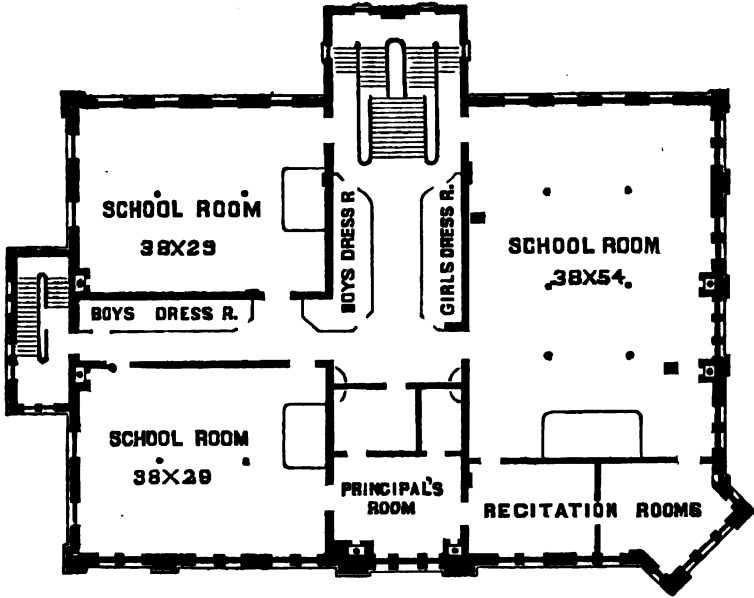 SCHOOL ROOM
38X29
BOYS DRESS R
GIRLS DRESS R.
SCHOOL ROOM
38X54
BOYS DRESS R.
SCHOOL ROOM
38X29
PRINCIPAL'S
ROOM
RECITATION ROOMS